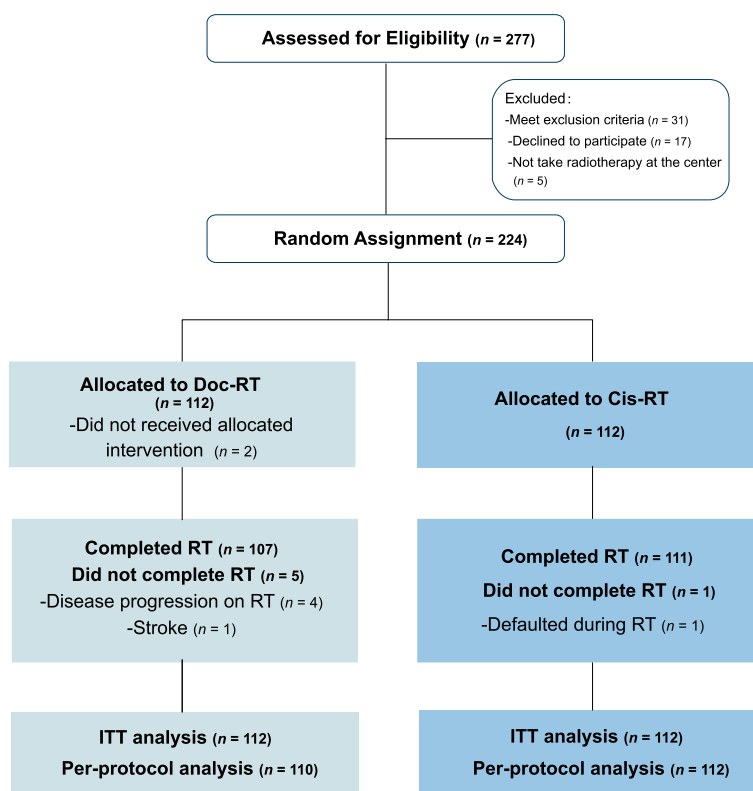 Assessed for Eligibility (n = 277)
Excluded:
-Meet exclusion criteria (n = 31)
-Declined to participate (n = 17)
-Not take radiotherapy at the center
(n = 5)
Random Assignment (n = 224)
Allocated to Doc-RT
(n = 112)
-Did not received allocated
intervention (n = 2)
Allocated to Cis-RT
(n = 112)
Completed RT (n = 107)
Did not complete RT (n = 5)
-Disease progression on RT (n = 4)
-Stroke (n = 1)
Completed RT (n = 111)
Did not complete RT (n = 1)
-Defaulted during RT (n = 1)
ITT analysis (n = 112)
Per-protocol analysis (n = 110)
ITT analysis (n = 112)
Per-protocol analysis (n = 112)